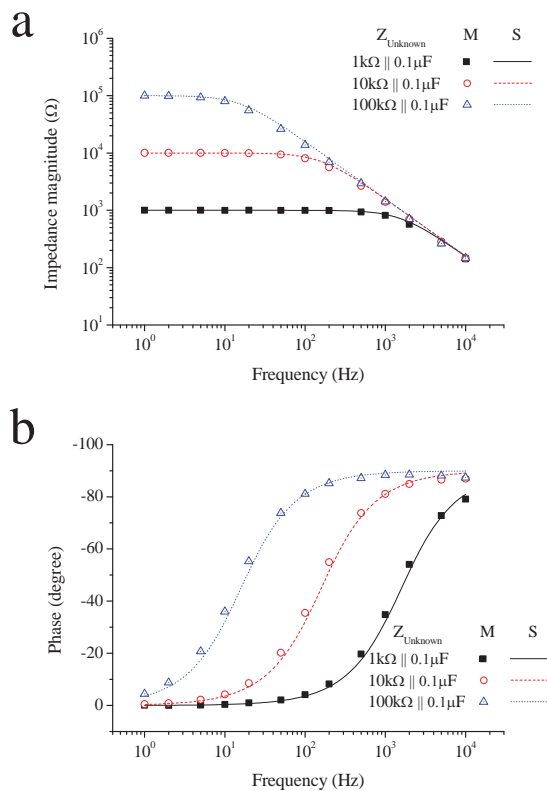 a
Z_Unknown M S
1kΩ || 0.1µF
10kΩ || 0.1µF
100kΩ || 0.1µF
10^6
10^5
10^4
10^3
10^2
10^1
Impedance magnitude (Ω)
10^0 10^1 10^2 10^3 10^4
Frequency (Hz)
b
-100
-80
-60
-40
-20
0
Phase (degree)
Z_Unknown M S
1kΩ || 0.1µF
10kΩ || 0.1µF
100kΩ || 0.1µF
10^0 10^1 10^2 10^3 10^4
Frequency (Hz)